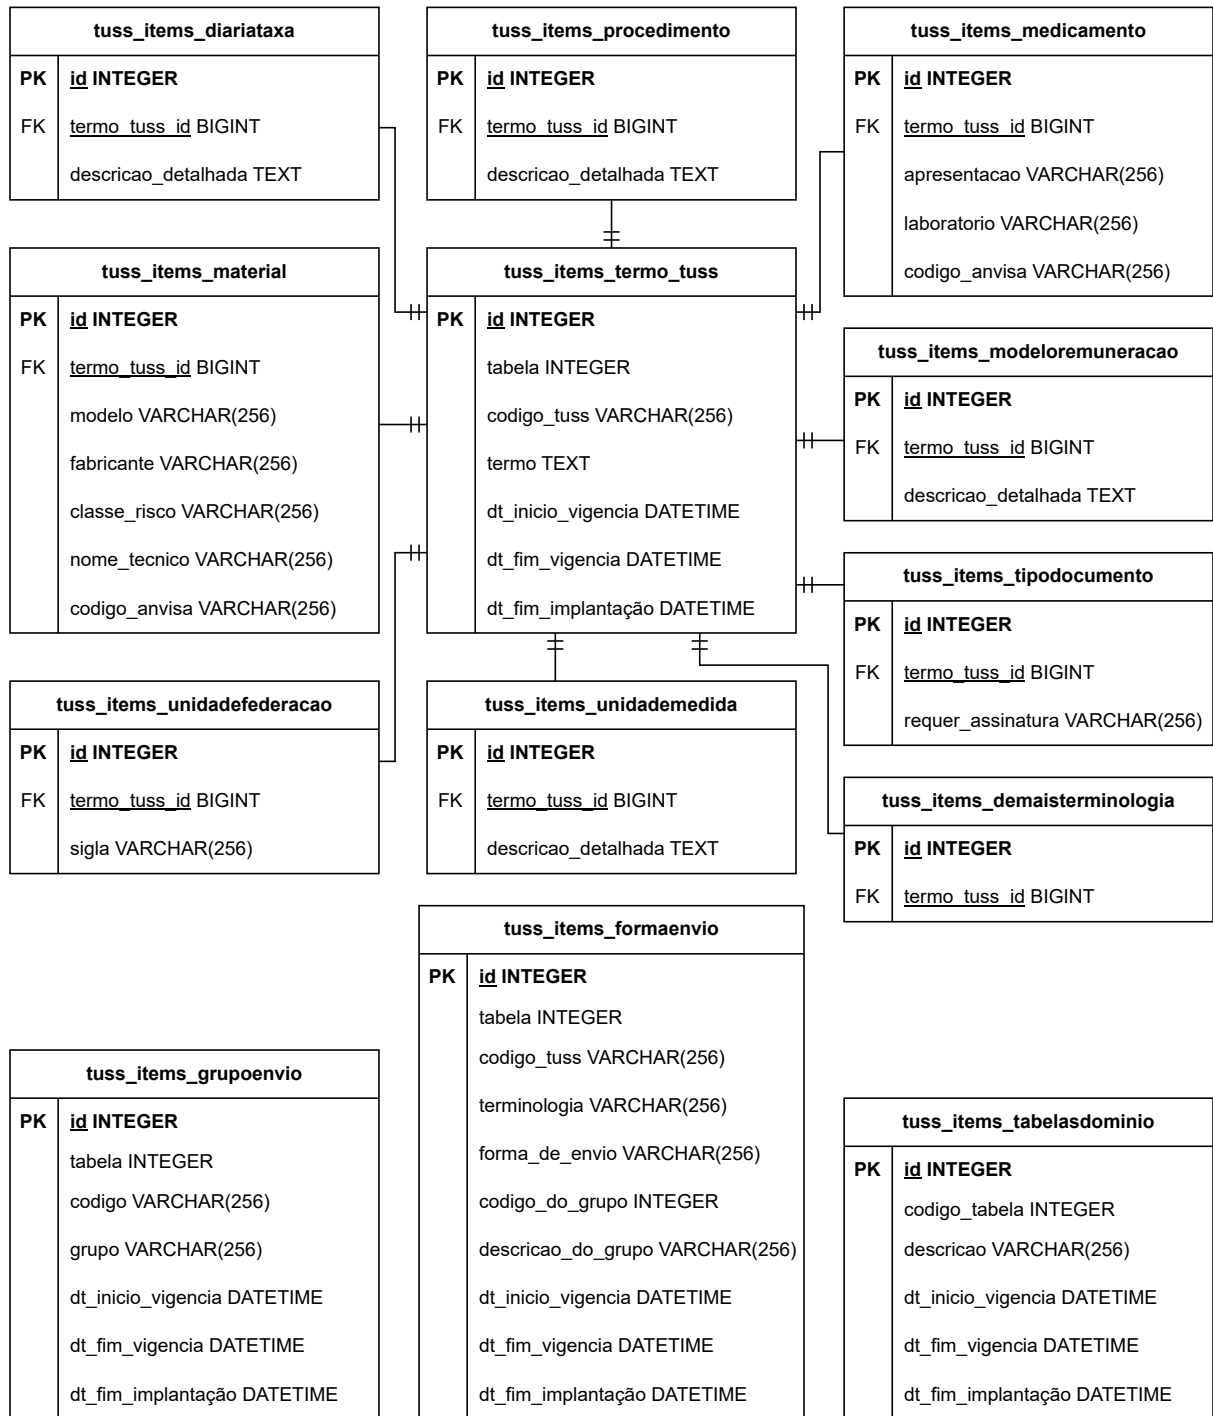 tuss_items_diariataxa
PK id INTEGER
FK termo_tuss_id BIGINT
descricao_detalhada TEXT
tuss_items_procedimento
PK id INTEGER
FK termo_tuss_id BIGINT
descricao_detalhada TEXT
tuss_items_medicamento
PK id INTEGER
FK termo_tuss_id BIGINT
apresentacao VARCHAR(256)
laboratorio VARCHAR(256)
codigo_anvisa VARCHAR(256)
tuss_items_material
PK id INTEGER
FK termo_tuss_id BIGINT
modelo VARCHAR(256)
fabricante VARCHAR(256)
classe_risco VARCHAR(256)
nome_tecnico VARCHAR(256)
codigo_anvisa VARCHAR(256)
tuss_items_termo_tuss
PK id INTEGER
tabela INTEGER
codigo_tuss VARCHAR(256)
termo TEXT
dt_inicio_vigencia DATETIME
dt_fim_vigencia DATETIME
dt_fim_implantação DATETIME
tuss_items_modeloremuneracao
PK id INTEGER
FK termo_tuss_id BIGINT
descricao_detalhada TEXT
tuss_items_tipodocumento
PK id INTEGER
FK termo_tuss_id BIGINT
requer_assinatura VARCHAR(256)
tuss_items_unidadefederacao
PK id INTEGER
FK termo_tuss_id BIGINT
sigla VARCHAR(256)
tuss_items_unidademedida
PK id INTEGER
FK termo_tuss_id BIGINT
descricao_detalhada TEXT
tuss_items_demaisterminologia
PK id INTEGER
FK termo_tuss_id BIGINT
tuss_items_grupoenvio
PK id INTEGER
tabela INTEGER
codigo VARCHAR(256)
grupo VARCHAR(256)
dt_inicio_vigencia DATETIME
dt_fim_vigencia DATETIME
dt_fim_implantação DATETIME
tuss_items_formaenvio
PK id INTEGER
tabela INTEGER
codigo_tuss VARCHAR(256)
terminologia VARCHAR(256)
forma_de_envio VARCHAR(256)
codigo_do_grupo INTEGER
descricao_do_grupo VARCHAR(256)
dt_inicio_vigencia DATETIME
dt_fim_vigencia DATETIME
dt_fim_implantação DATETIME
tuss_items_tabelasdominio
PK id INTEGER
codigo_tabela INTEGER
descricao VARCHAR(256)
dt_inicio_vigencia DATETIME
dt_fim_vigencia DATETIME
dt_fim_implantação DATETIME